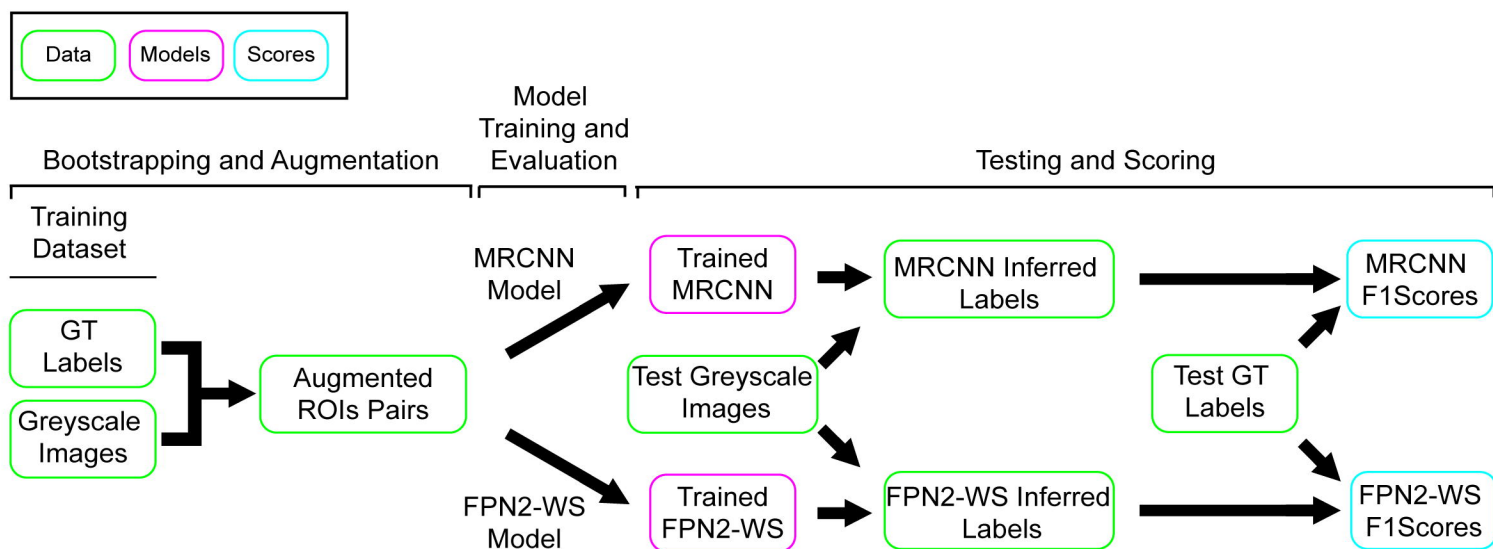 Data
Models
Scores
Model
Training and
Evaluation
Bootstrapping and Augmentation
Testing and Scoring
Training
Dataset
GT
Labels
Greyscale
Images
Augmented
ROIs Pairs
MRCNN
Model
FPN2-WS
Model
Trained
MRCNN
Test Greyscale
Images
Trained
FPN2-WS
MRCNN Inferred
Labels
FPN2-WS Inferred
Labels
Test GT
Labels
MRCNN
F1Scores
FPN2-WS
F1Scores